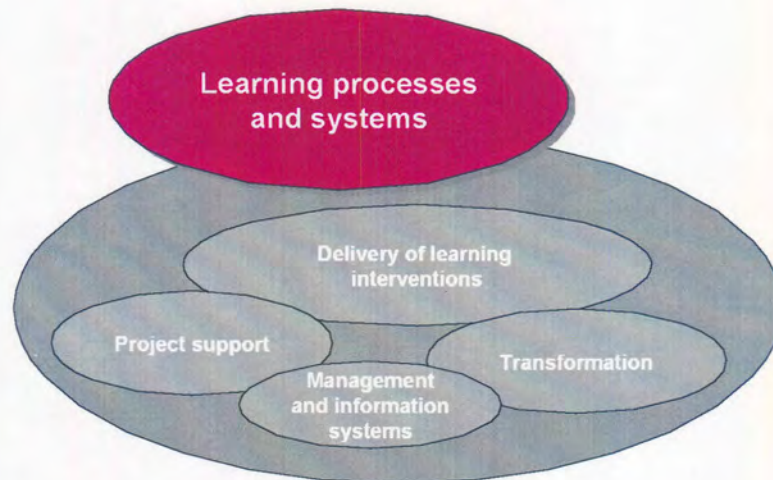 Learning processes
and systems
Delivery of learning
interventions
Project support
Transformation
Management
and information
systems